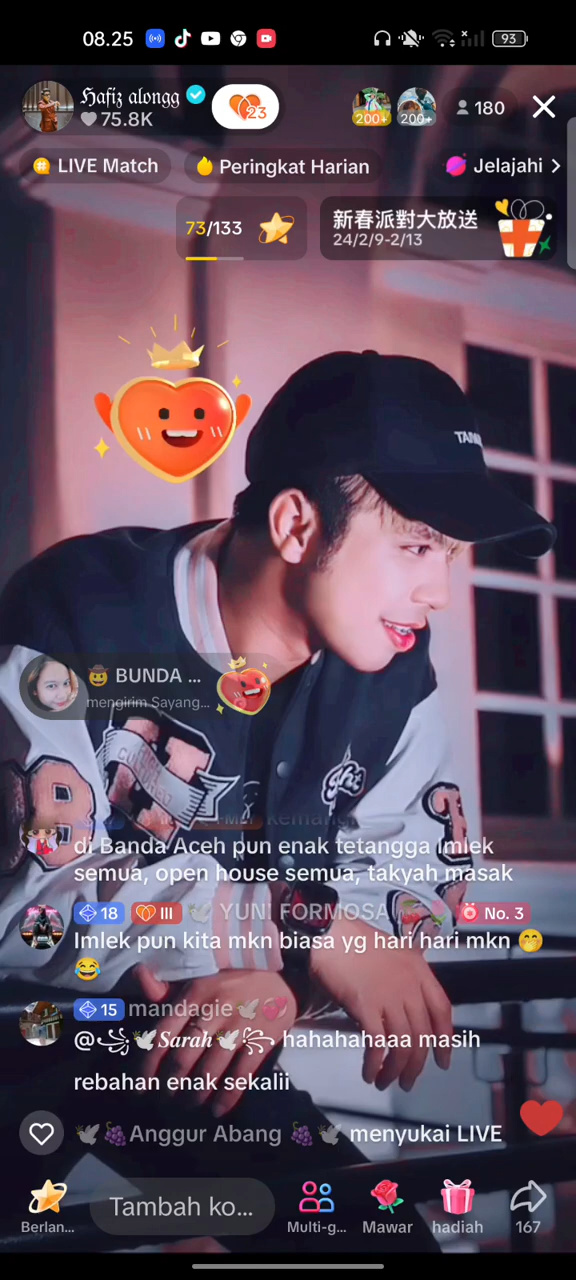 08.25
93
ℌ𝔞𝔣𝔦𝔷 𝔞𝔩𝔬𝔫𝔤𝔤
75.8K
23
200+
200+
180
LIVE Match
Peringkat Harian
Jelajahi
73/133
新春派對大放送
24/2/9-2/13
🤠 BUNDA ...
mengirim Sayang...
di Banda Aceh pun enak tetangga imlek
semua, open house semua, takyah masak
18 III 🕊️ YUNI FORMOSA No. 3
Imlek pun kita mkn biasa yg hari hari mkn 🤭
😂
15 mandagie🕊️💞
@꧁🕊️𝑺𝒂𝒓𝒂𝒉🕊️꧂ hahahahaaa masih
rebahan enak sekalii
🕊️🍇Anggur Abang 🍇🕊️ menyukai LIVE
Berlan...
Tambah ko...
Multi-g...
Mawar
hadiah
167